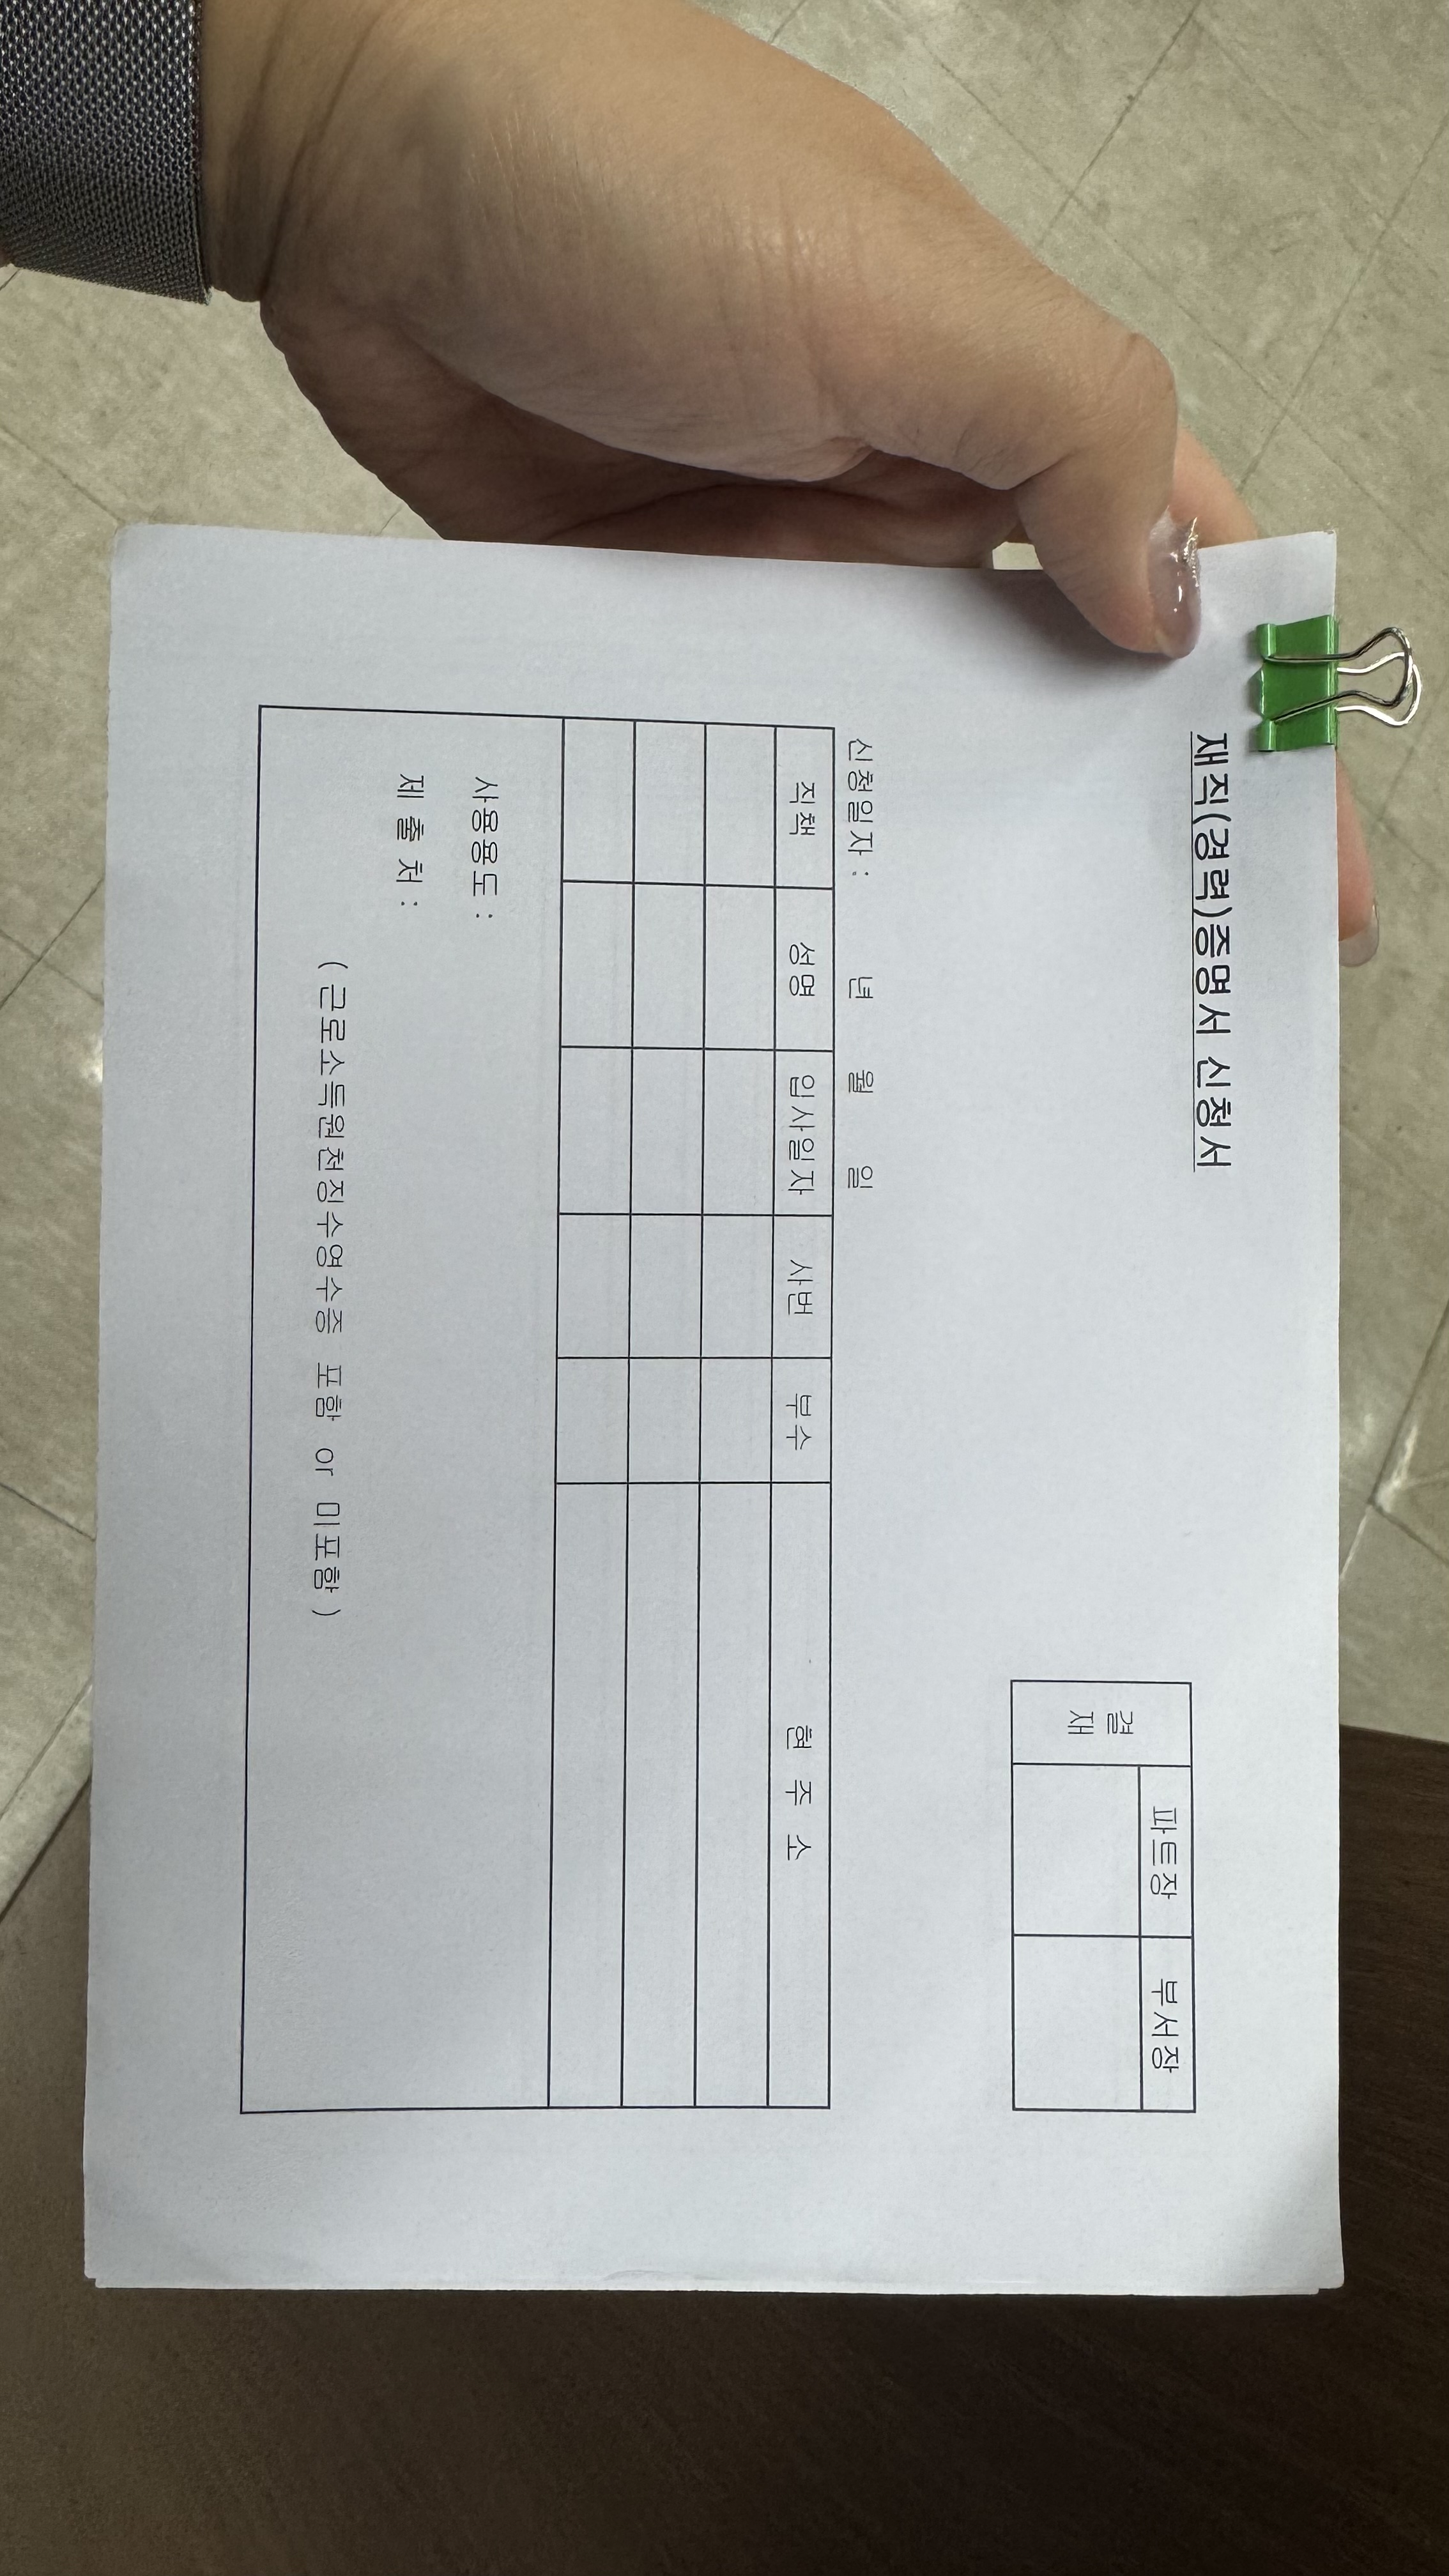 재직(경력)증명서 신청서
결재
파트장 부서장
신청일자 : 년 월 일
직책 성명 입사일자 사번 부수 현 주 소
사용용도 :
제 출 처 :
( 근로소득원천징수영수증 포함 or 미포함 )